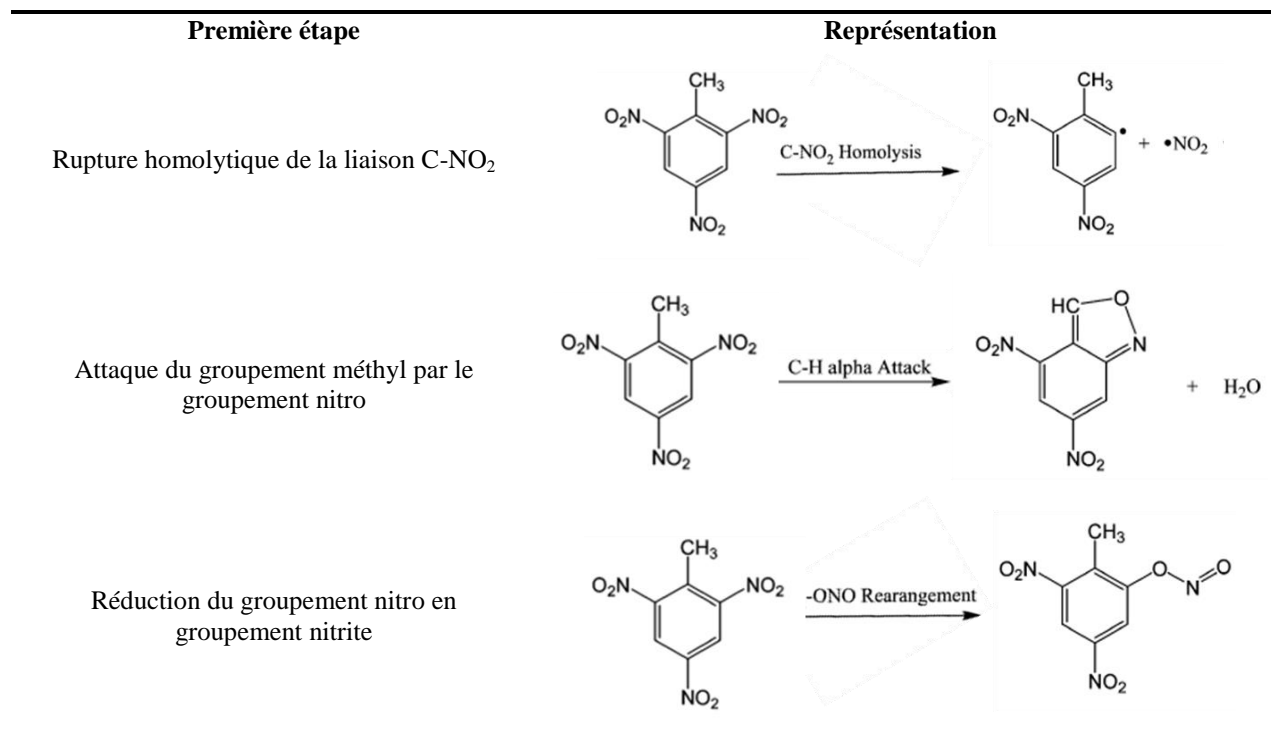 Première étape Représentation
CH₃ CH₃
O₂N NO₂ O₂N
Rupture homolytique de la liaison C-NO₂ C-NO₂ Homolysis + •NO₂
NO₂ NO₂
CH₃ HC O
O₂N NO₂ O₂N N
Attaque du groupement méthyl par le
groupement nitro
C-H alpha Attack + H₂O
NO₂ NO₂
CH₃ CH₃
O₂N NO₂ O₂N O N O
Réduction du groupement nitro en
groupement nitrite
-ONO Rearangement
NO₂ NO₂